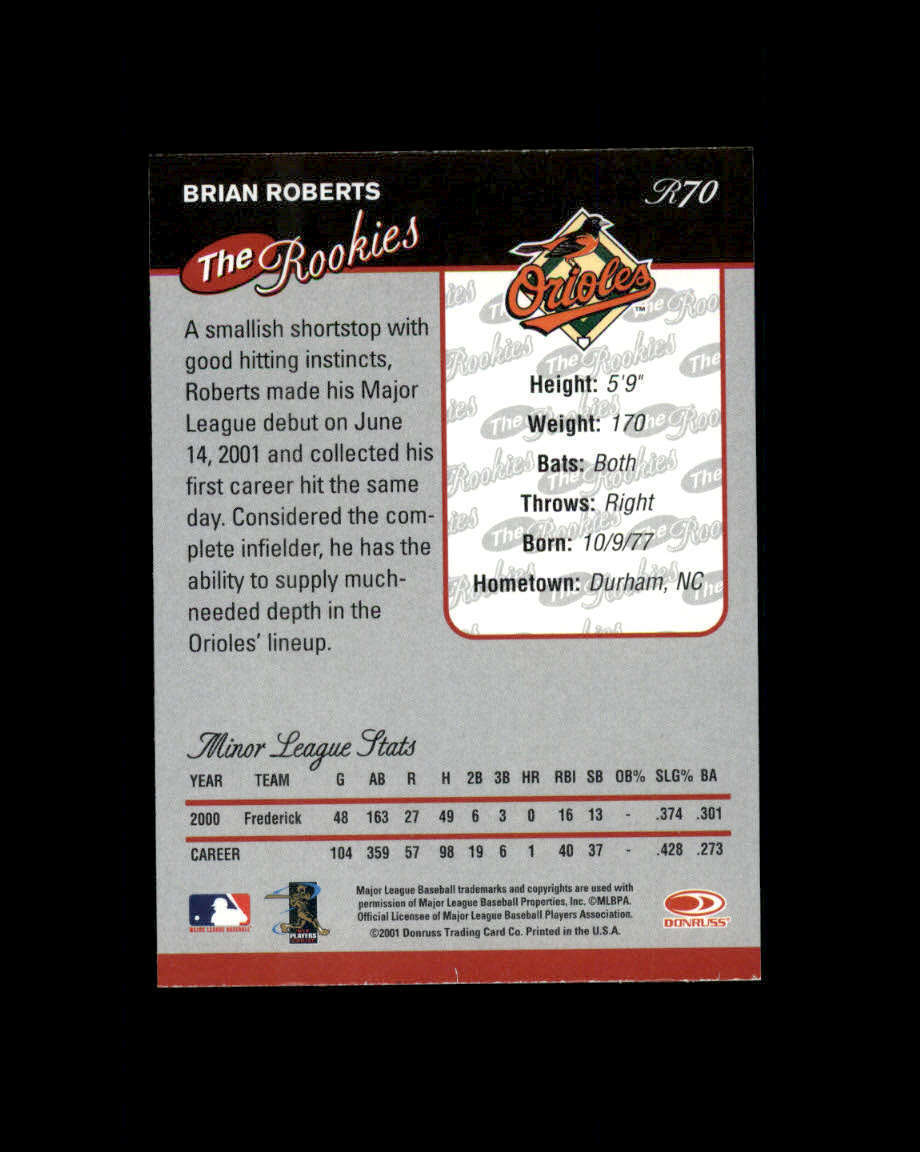 BRIAN ROBERTS
R70
The Rookies
Orioles™
A smallish shortstop with
good hitting instincts,
Roberts made his Major
League debut on June
14, 2001 and collected his
first career hit the same
day. Considered the com-
plete infielder, he has the
ability to supply much-
needed depth in the
Orioles' lineup.
Height: 5'9"
Weight: 170
Bats: Both
Throws: Right
Born: 10/9/77
Hometown: Durham, NC
Minor League Stats
YEAR TEAM G AB R H 2B 3B HR RBI SB OB% SLG% BA
2000 Frederick 48 163 27 49 6 3 0 16 13 - .374 .301
CAREER 104 359 57 98 19 6 1 40 37 - .428 .273
Major League Baseball trademarks and copyrights are used with
permission of Major League Baseball Properties, Inc. ©MLBPA.
Official Licensee of Major League Baseball Players Association.
©2001 Donruss Trading Card Co. Printed in the U.S.A.
MAJOR LEAGUE BASEBALL
PLAYERS
DONRUSS